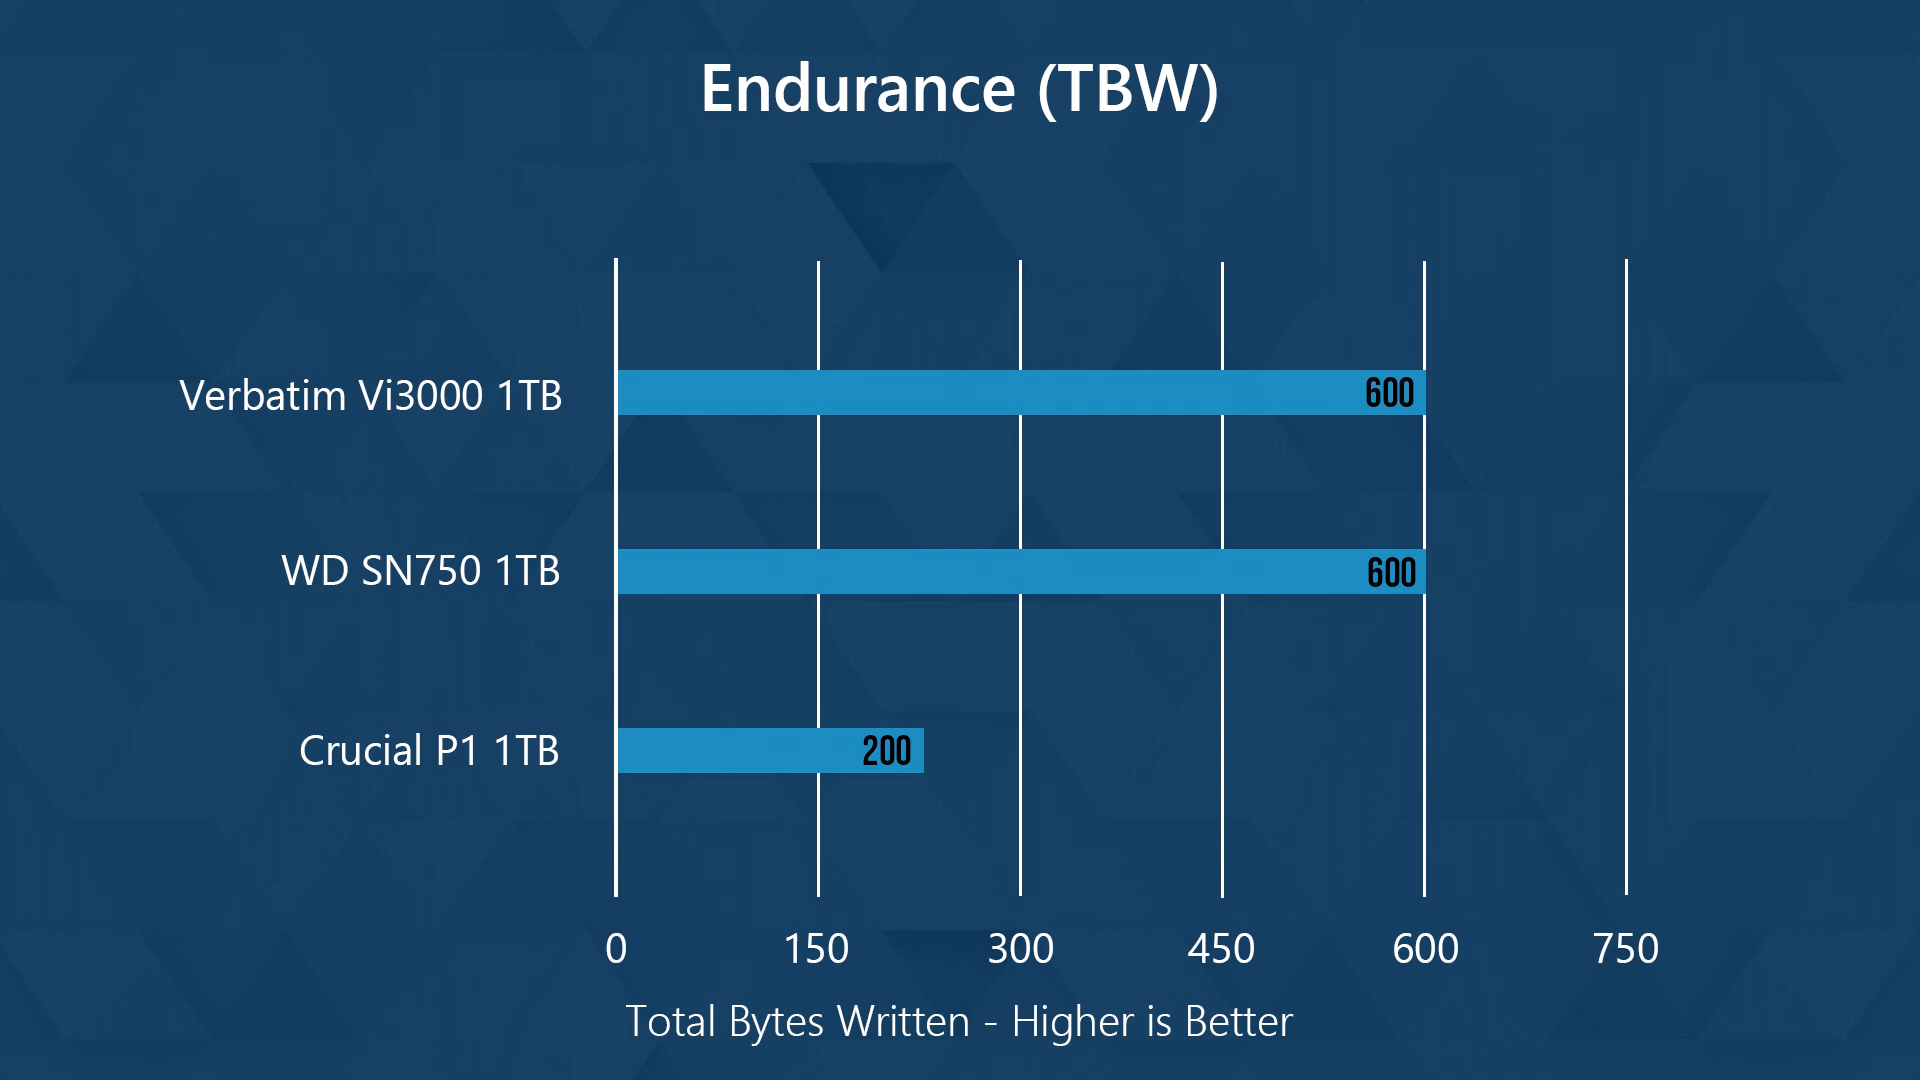 Endurance (TBW)
Verbatim Vi3000 1TB
600
WD SN750 1TB
600
Crucial P1 1TB
200
0 150 300 450 600 750
Total Bytes Written - Higher is Better